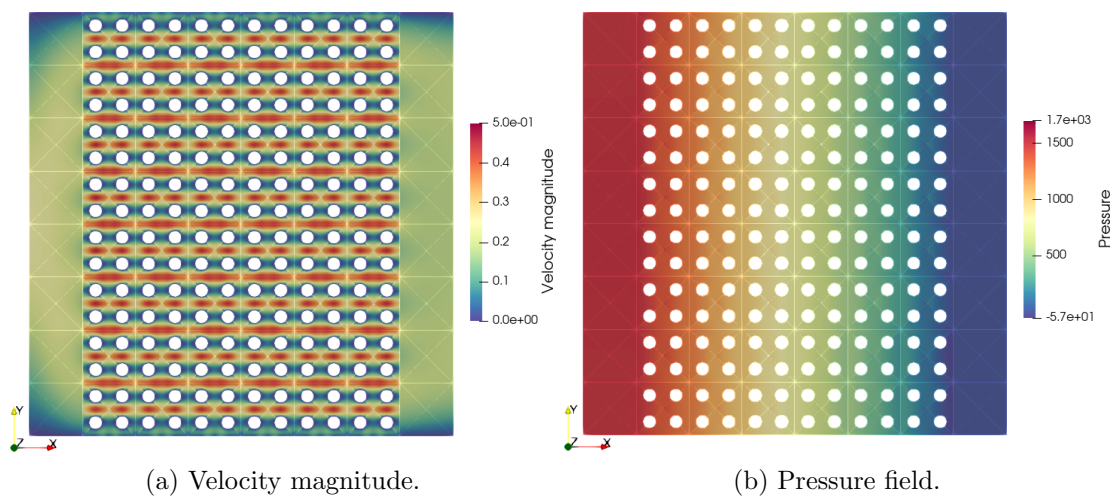 5.0e-01
0.4
0.3
0.2
0.1
0.0e+00
Velocity magnitude
Y
Z
X
(a) Velocity magnitude.
1.7e+03
1500
1000
500
-5.7e+01
Pressure
Y
Z
X
(b) Pressure field.